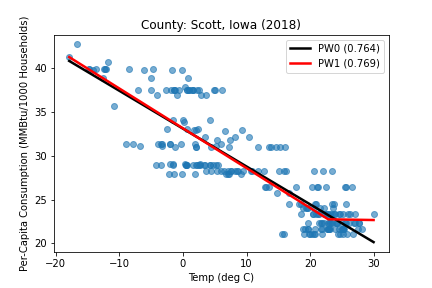 County: Scott, Iowa (2018)
PW0 (0.764)
PW1 (0.769)
Per-Capita Consumption (MMBtu/1000 Households)
40
35
30
25
20
−20 −10 0 10 20 30
Temp (deg C)